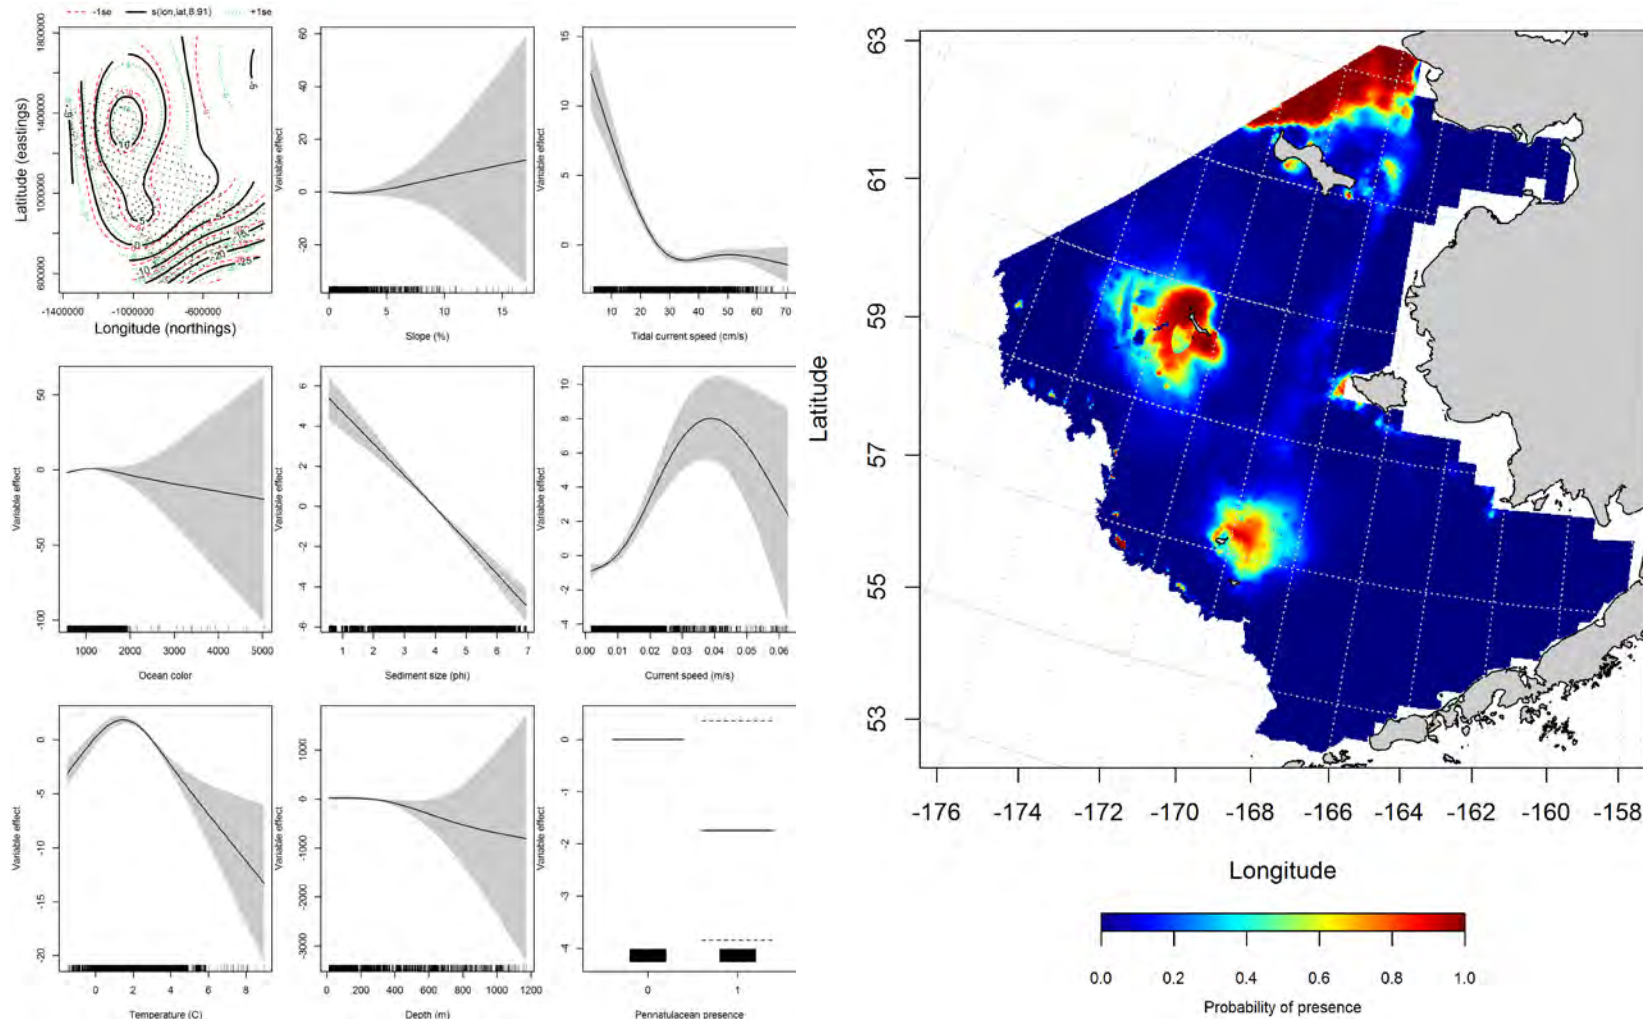 -1se s(lon,lat,8.91) +1se
Latitude (eastings)
600000 1000000 1400000 1800000
-1400000 -1000000 -600000
Longitude (northings)
Variable effect
-20 0 20 40 60
0 5 10 15
Slope (%)
Variable effect
0 5 10 15
10 20 30 40 50 60 70
Tidal current speed (cm/s)
Variable effect
-100 -50 0 50
1000 2000 3000 4000 5000
Ocean color
Variable effect
-6 -4 -2 0 2 4 6
1 2 3 4 5 6 7
Sediment size (phi)
Variable effect
-4 -2 0 2 4 6 8 10
0.00 0.01 0.02 0.03 0.04 0.05 0.06
Current speed (m/s)
Variable effect
-20 -15 -10 -5 0
0 2 4 6 8
Temperature (C)
Variable effect
-3000 -2000 -1000 0 1000
0 200 400 600 800 1000 1200
Depth (m)
Variable effect
-4 -3 -2 -1 0
0 1
Pennatulacean presence
Latitude
63
61
59
57
55
53
-176 -174 -172 -170 -168 -166 -164 -162 -160 -158
Longitude
0.0 0.2 0.4 0.6 0.8 1.0
Probability of presence